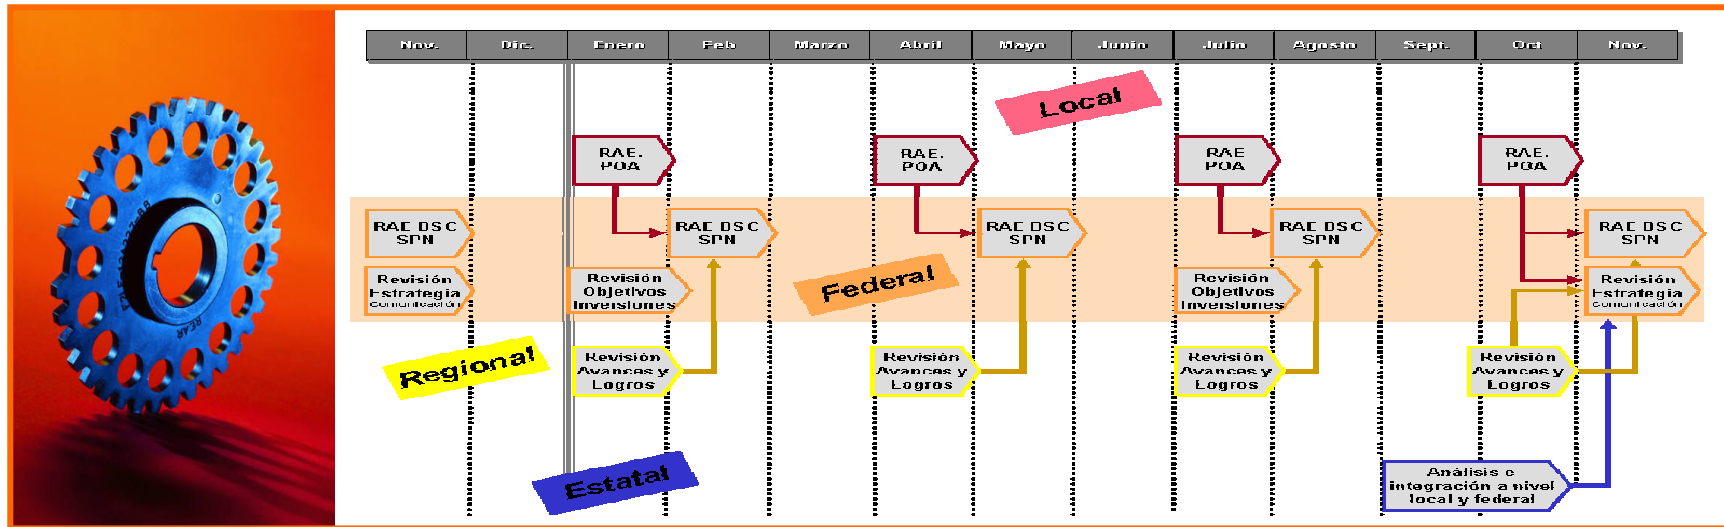 Nov. Dic. Enero Feb Marzo Abril Mayo Junio Julio Agosto Sept. Oct Nov.
Local
RAE.
POA
RAE.
POA
RAE
POA
RAE.
POA
RAE DSC
SPN
RAE DSC
SPN
RAE DSC
SPN
RAE DSC
SPN
RAE DSC
SPN
Revisión
Estrategia
Comunicación
Revisión
Objetivos
Inversiones
Federal
Revisión
Objetivos
Inversiones
Revisión
Estrategia
Comunicación
Regional
Revisión
Avances y
Logros
Revisión
Avances y
Logros
Revisión
Avances y
Logros
Revisión
Avances y
Logros
Estatal
Análisis e
integración a nivel
local y federal
REAR